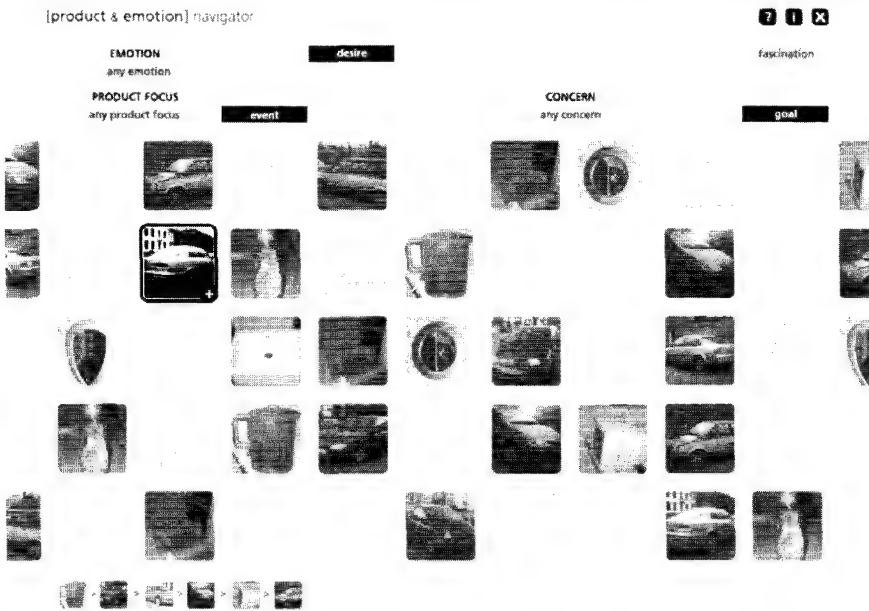 [product & emotion] navigator
? i X
EMOTION desire fascination
any emotion
PRODUCT FOCUS CONCERN
any product focus event any concern goal
+
> > > > >